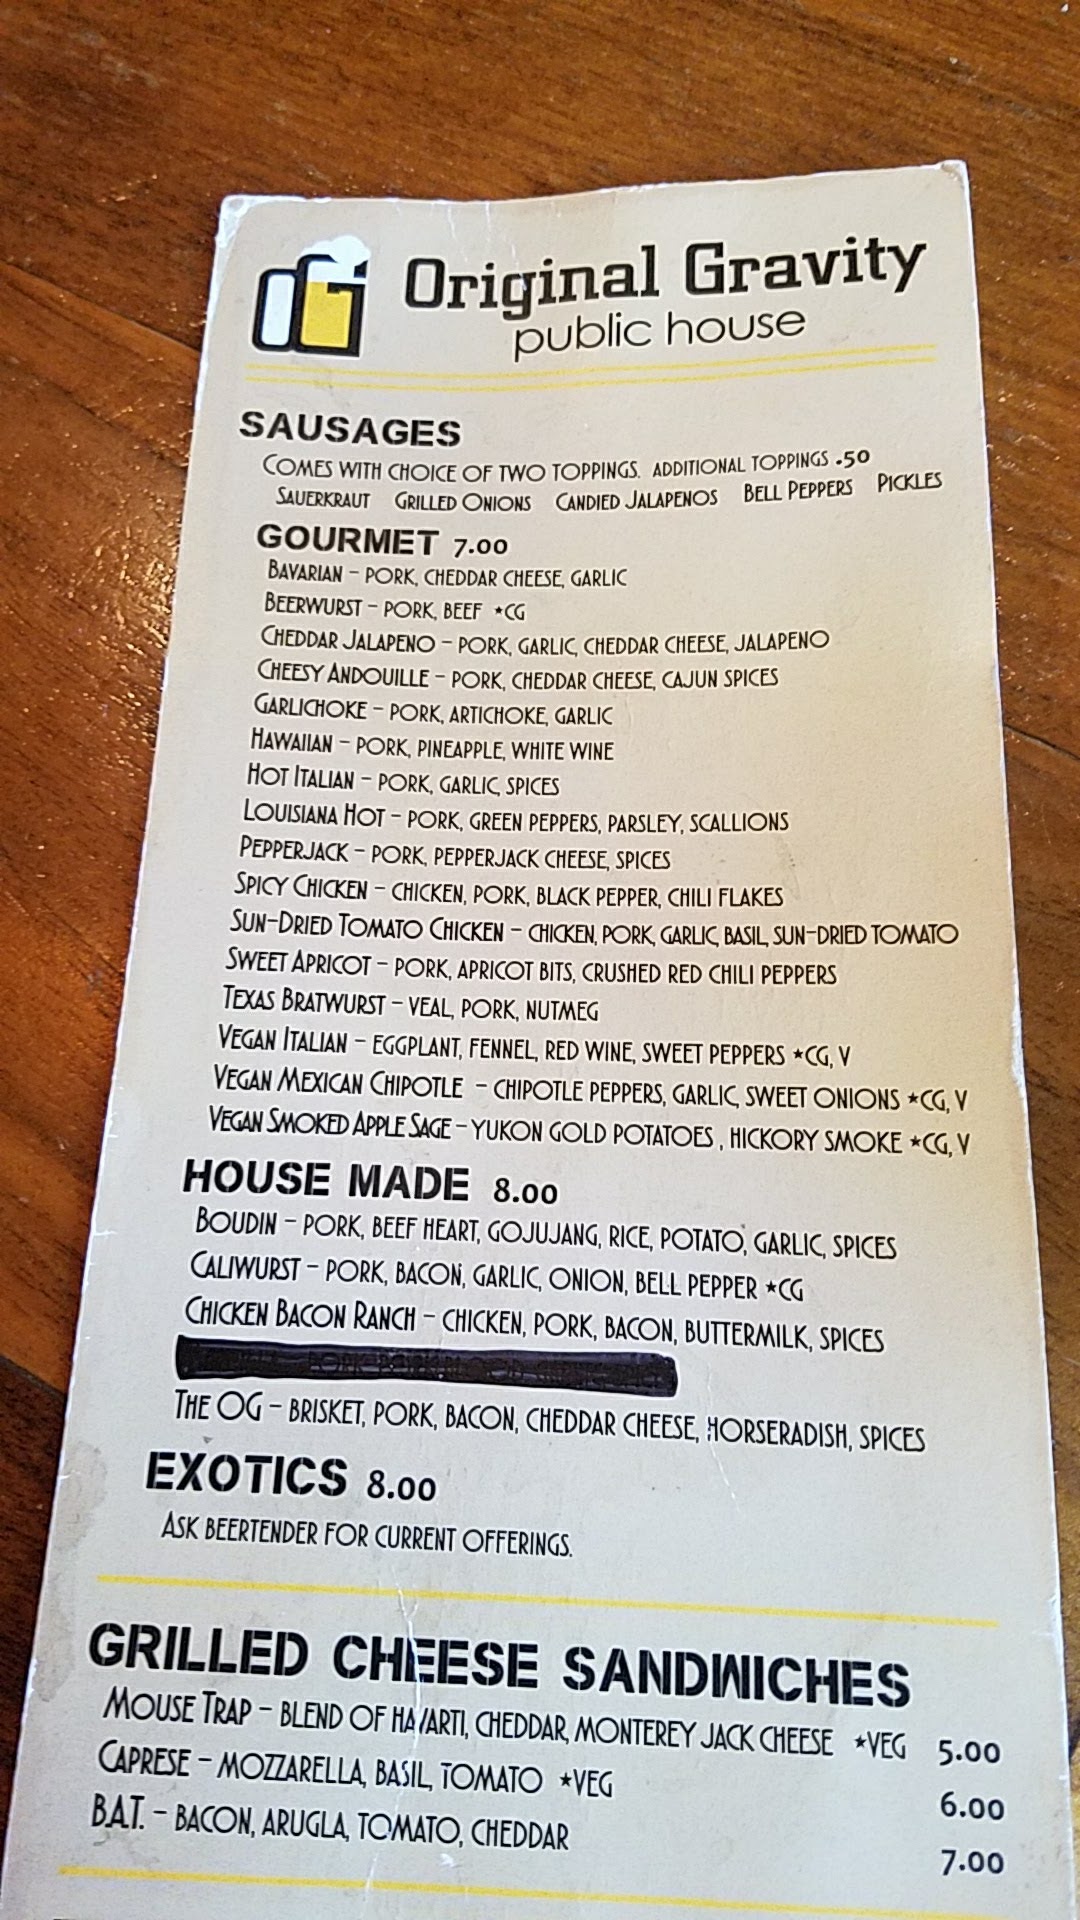 Original Gravity
public house
SAUSAGES
COMES WITH CHOICE OF TWO TOPPINGS. ADDITIONAL TOPPINGS .50
SAUERKRAUT GRILLED ONIONS CANDIED JALAPENOS BELL PEPPERS PICKLES
GOURMET 7.00
BAVARIAN – PORK, CHEDDAR CHEESE, GARLIC
BEERWURST – PORK, BEEF *CG
CHEDDAR JALAPENO – PORK, GARLIC, CHEDDAR CHEESE, JALAPENO
CHEESY ANDOUILLE – PORK, CHEDDAR CHEESE, CAJUN SPICES
GARLICHOKE – PORK, ARTICHOKE, GARLIC
HAWAIIAN – PORK, PINEAPPLE, WHITE WINE
HOT ITALIAN – PORK, GARLIC, SPICES
LOUISIANA HOT – PORK, GREEN PEPPERS, PARSLEY, SCALLIONS
PEPPERJACK – PORK, PEPPERJACK CHEESE, SPICES
SPICY CHICKEN – CHICKEN, PORK, BLACK PEPPER, CHILI FLAKES
SUN-DRIED TOMATO CHICKEN – CHICKEN, PORK, GARLIC, BASIL, SUN-DRIED TOMATO
SWEET APRICOT – PORK, APRICOT BITS, CRUSHED RED CHILI PEPPERS
TEXAS BRATWURST – VEAL, PORK, NUTMEG
VEGAN ITALIAN – EGGPLANT, FENNEL, RED WINE, SWEET PEPPERS *CG, V
VEGAN MEXICAN CHIPOTLE – CHIPOTLE PEPPERS, GARLIC, SWEET ONIONS *CG, V
VEGAN SMOKED APPLE SAGE – YUKON GOLD POTATOES , HICKORY SMOKE *CG, V
HOUSE MADE 8.00
BOUDIN – PORK, BEEF HEART, GOJUJANG, RICE, POTATO, GARLIC, SPICES
CALIWURST – PORK, BACON, GARLIC, ONION, BELL PEPPER *CG
CHICKEN BACON RANCH – CHICKEN, PORK, BACON, BUTTERMILK, SPICES
THE OG – BRISKET, PORK, BACON, CHEDDAR CHEESE, HORSERADISH, SPICES
EXOTICS 8.00
ASK BEERTENDER FOR CURRENT OFFERINGS.
GRILLED CHEESE SANDWICHES
MOUSE TRAP – BLEND OF HAVARTI, CHEDDAR, MONTEREY JACK CHEESE *VEG 5.00
CAPRESE – MOZZARELLA, BASIL, TOMATO *VEG 6.00
B.A.T. – BACON, ARUGLA, TOMATO, CHEDDAR 7.00